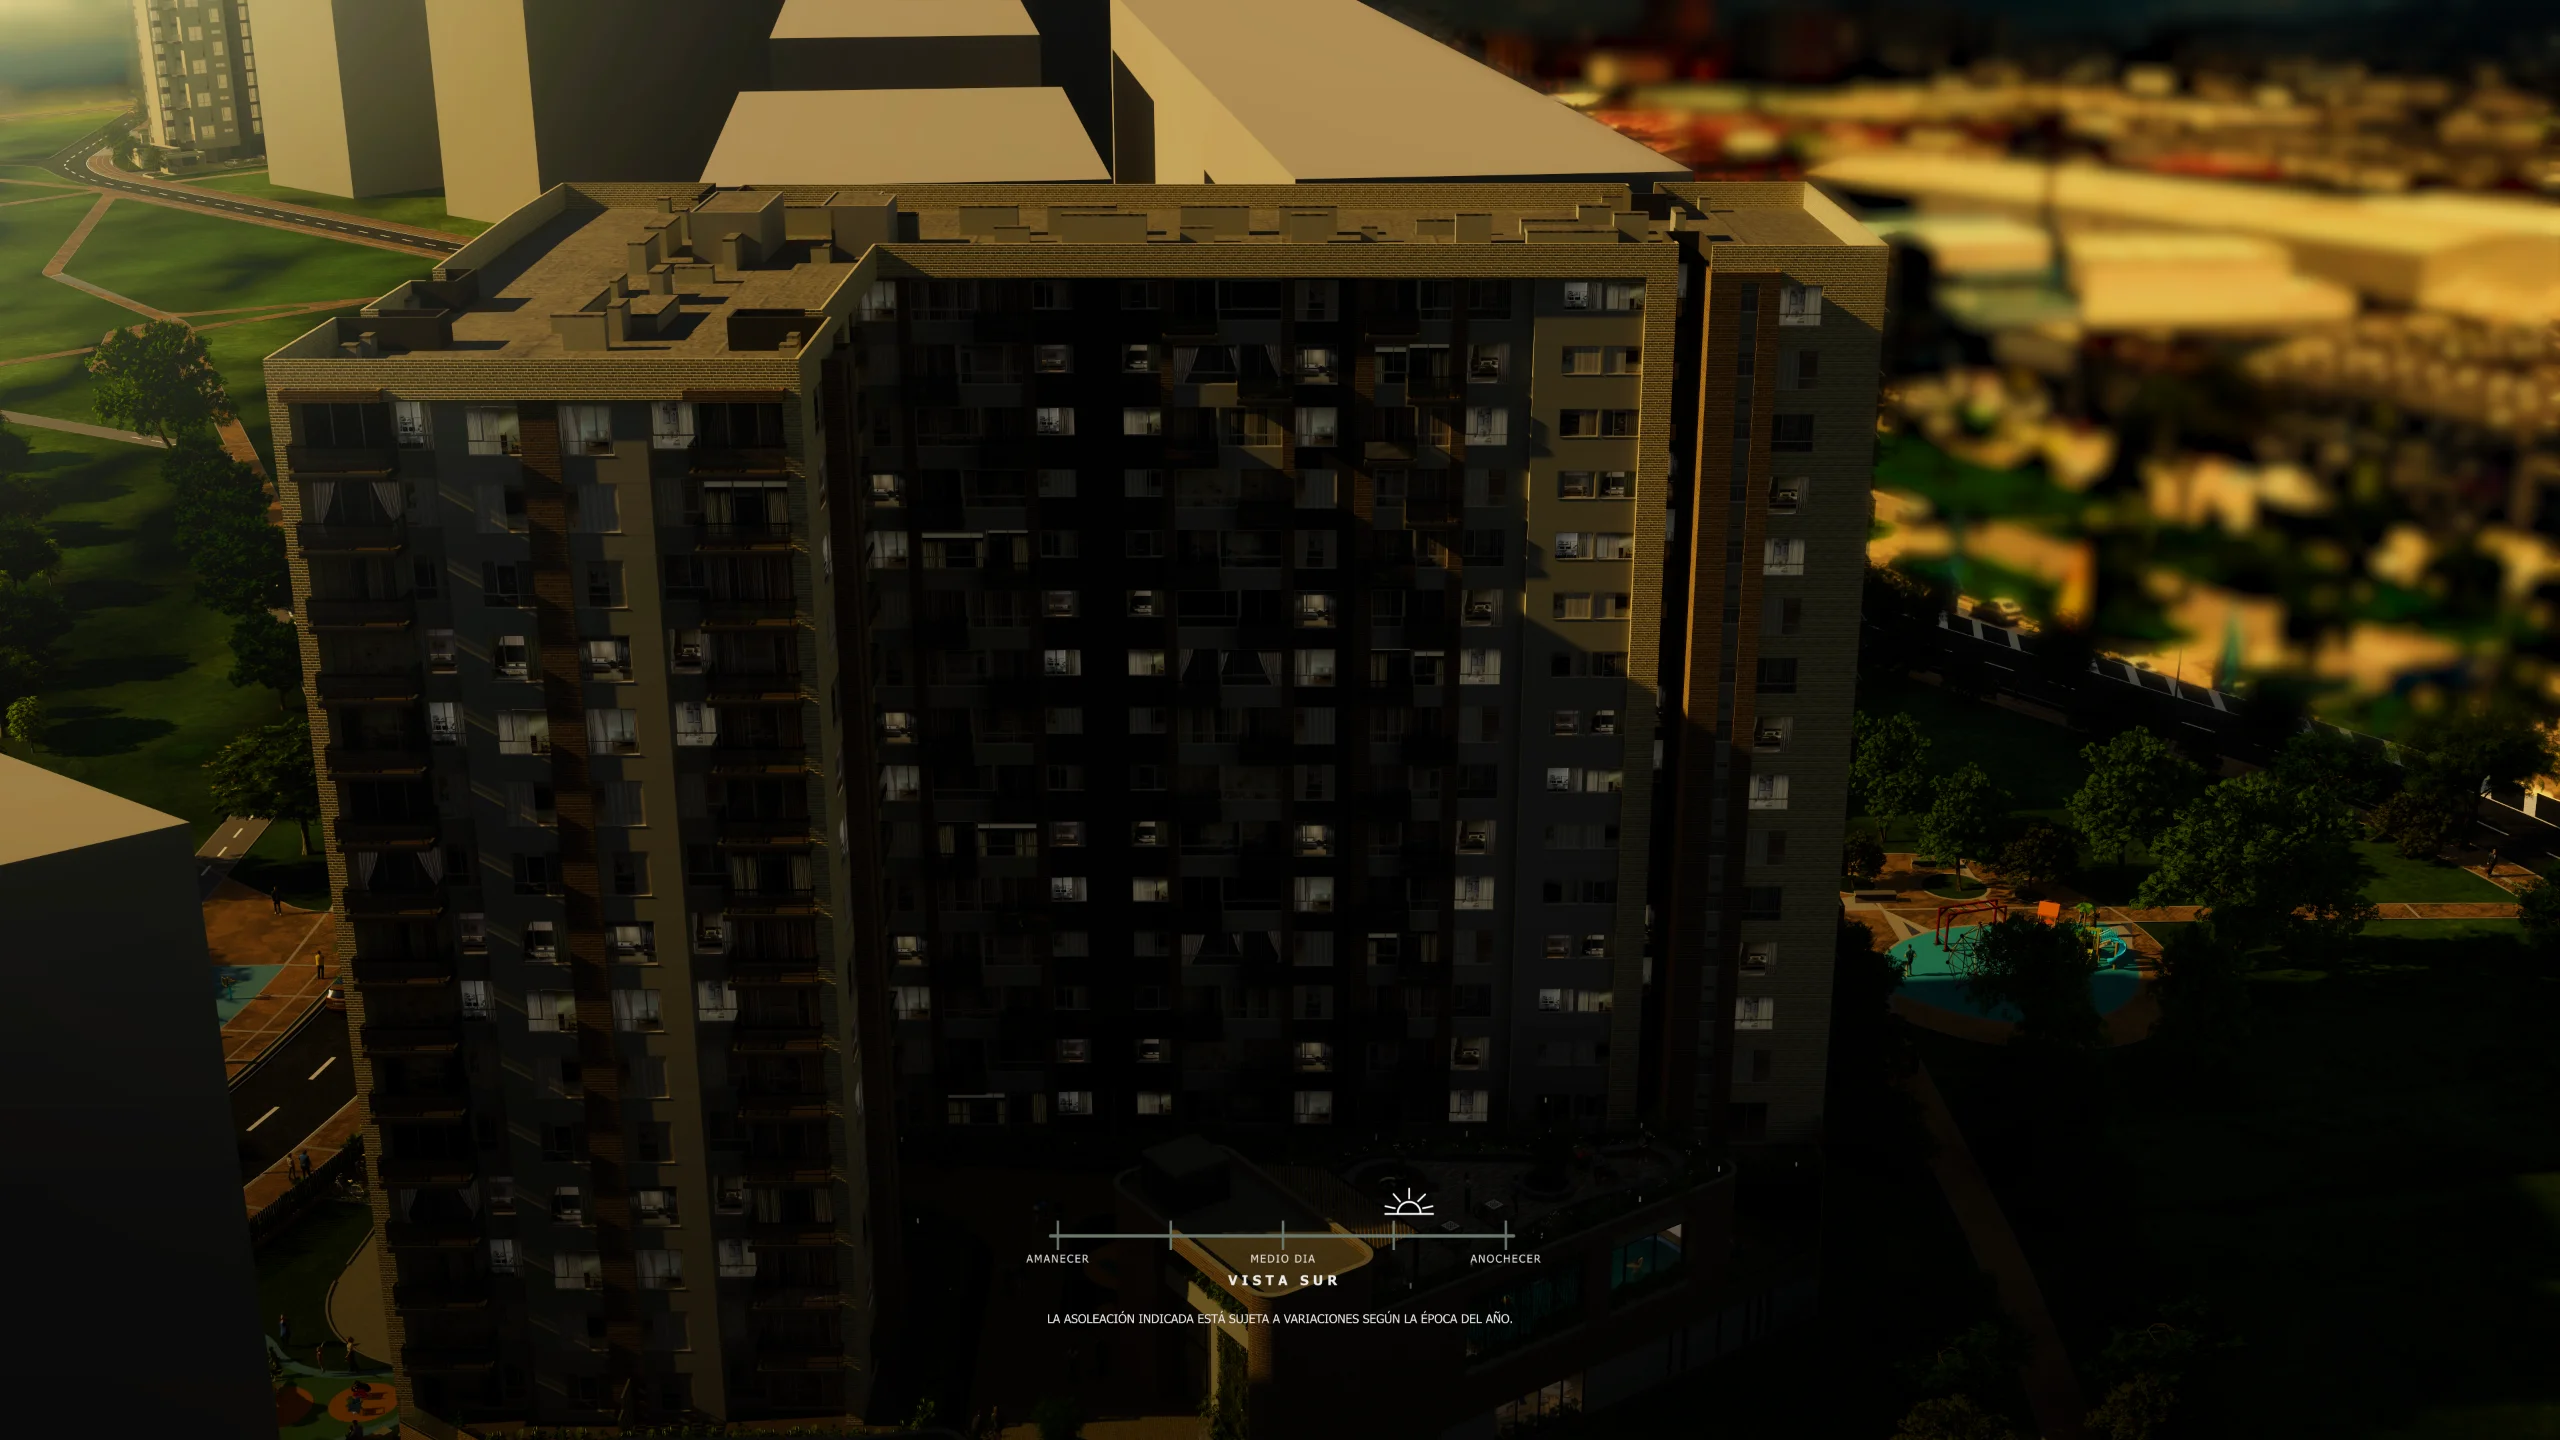 AMANECER
MEDIO DIA
ANOCHECER
VISTA SUR
LA ASOLEACIÓN INDICADA ESTÁ SUJETA A VARIACIONES SEGÚN LA ÉPOCA DEL AÑO.